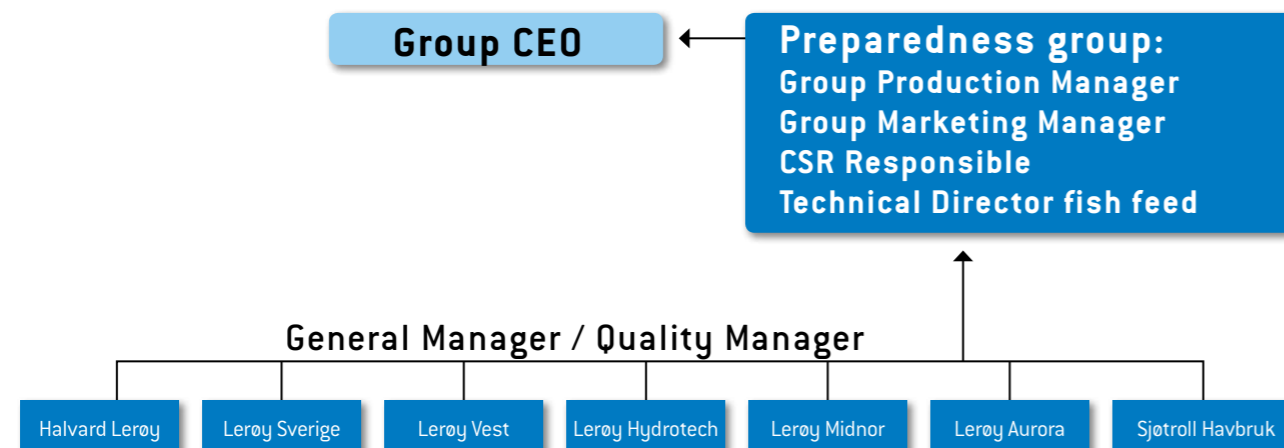 Group CEO
Preparedness group:
Group Production Manager
Group Marketing Manager
CSR Responsible
Technical Director fish feed
General Manager / Quality Manager
Halvard Lerøy
Lerøy Sverige
Lerøy Vest
Lerøy Hydrotech
Lerøy Midnor
Lerøy Aurora
Sjøtroll Havbruk